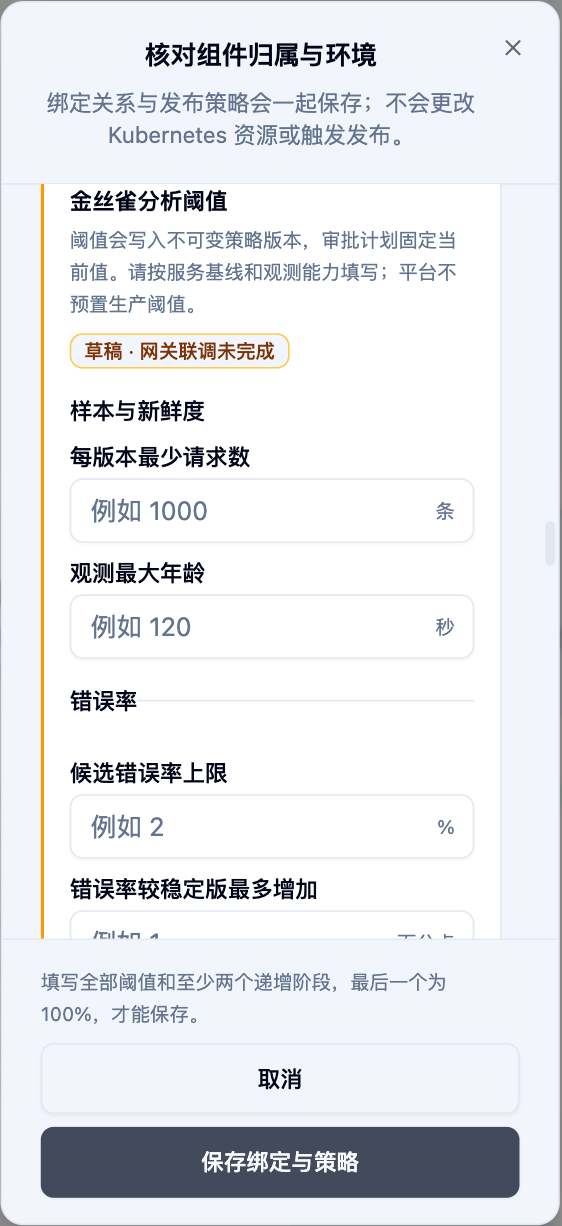 核对组件归属与环境
绑定关系与发布策略会一起保存；不会更改
Kubernetes 资源或触发发布。
金丝雀分析阈值
阈值会写入不可变策略版本，审批计划固定当
前值。请按服务基线和观测能力填写；平台不
预置生产阈值。
草稿 · 网关联调未完成
样本与新鲜度
每版本最少请求数
例如 1000 条
观测最大年龄
例如 120 秒
错误率
候选错误率上限
例如 2 %
错误率较稳定版最多增加
例如 1 百分点
填写全部阈值和至少两个递增阶段，最后一个为
100%，才能保存。
取消
保存绑定与策略